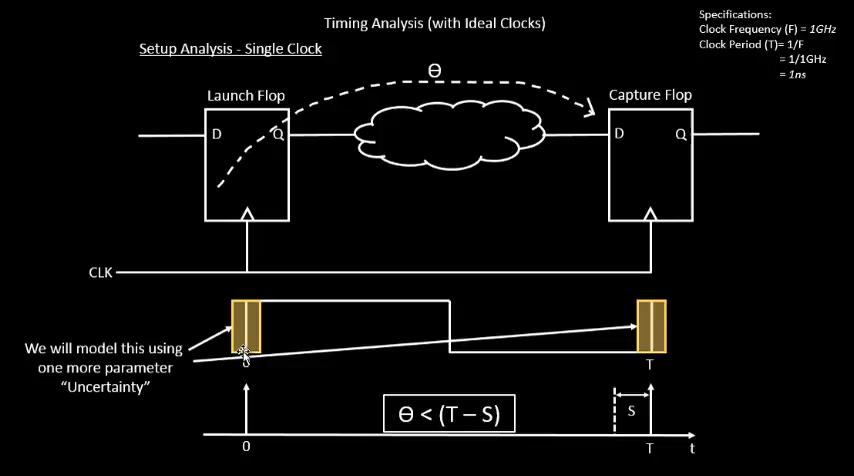 Timing Analysis (with Ideal Clocks)
Specifications:
Clock Frequency (F) = 1GHz
Clock Period (T)= 1/F
= 1/1GHz
= 1ns
Setup Analysis - Single Clock
Ɵ
Launch Flop
Capture Flop
D
Q
D
Q
CLK
We will model this using
one more parameter
“Uncertainty”
T
Ɵ < (T – S)
S
0
T
t